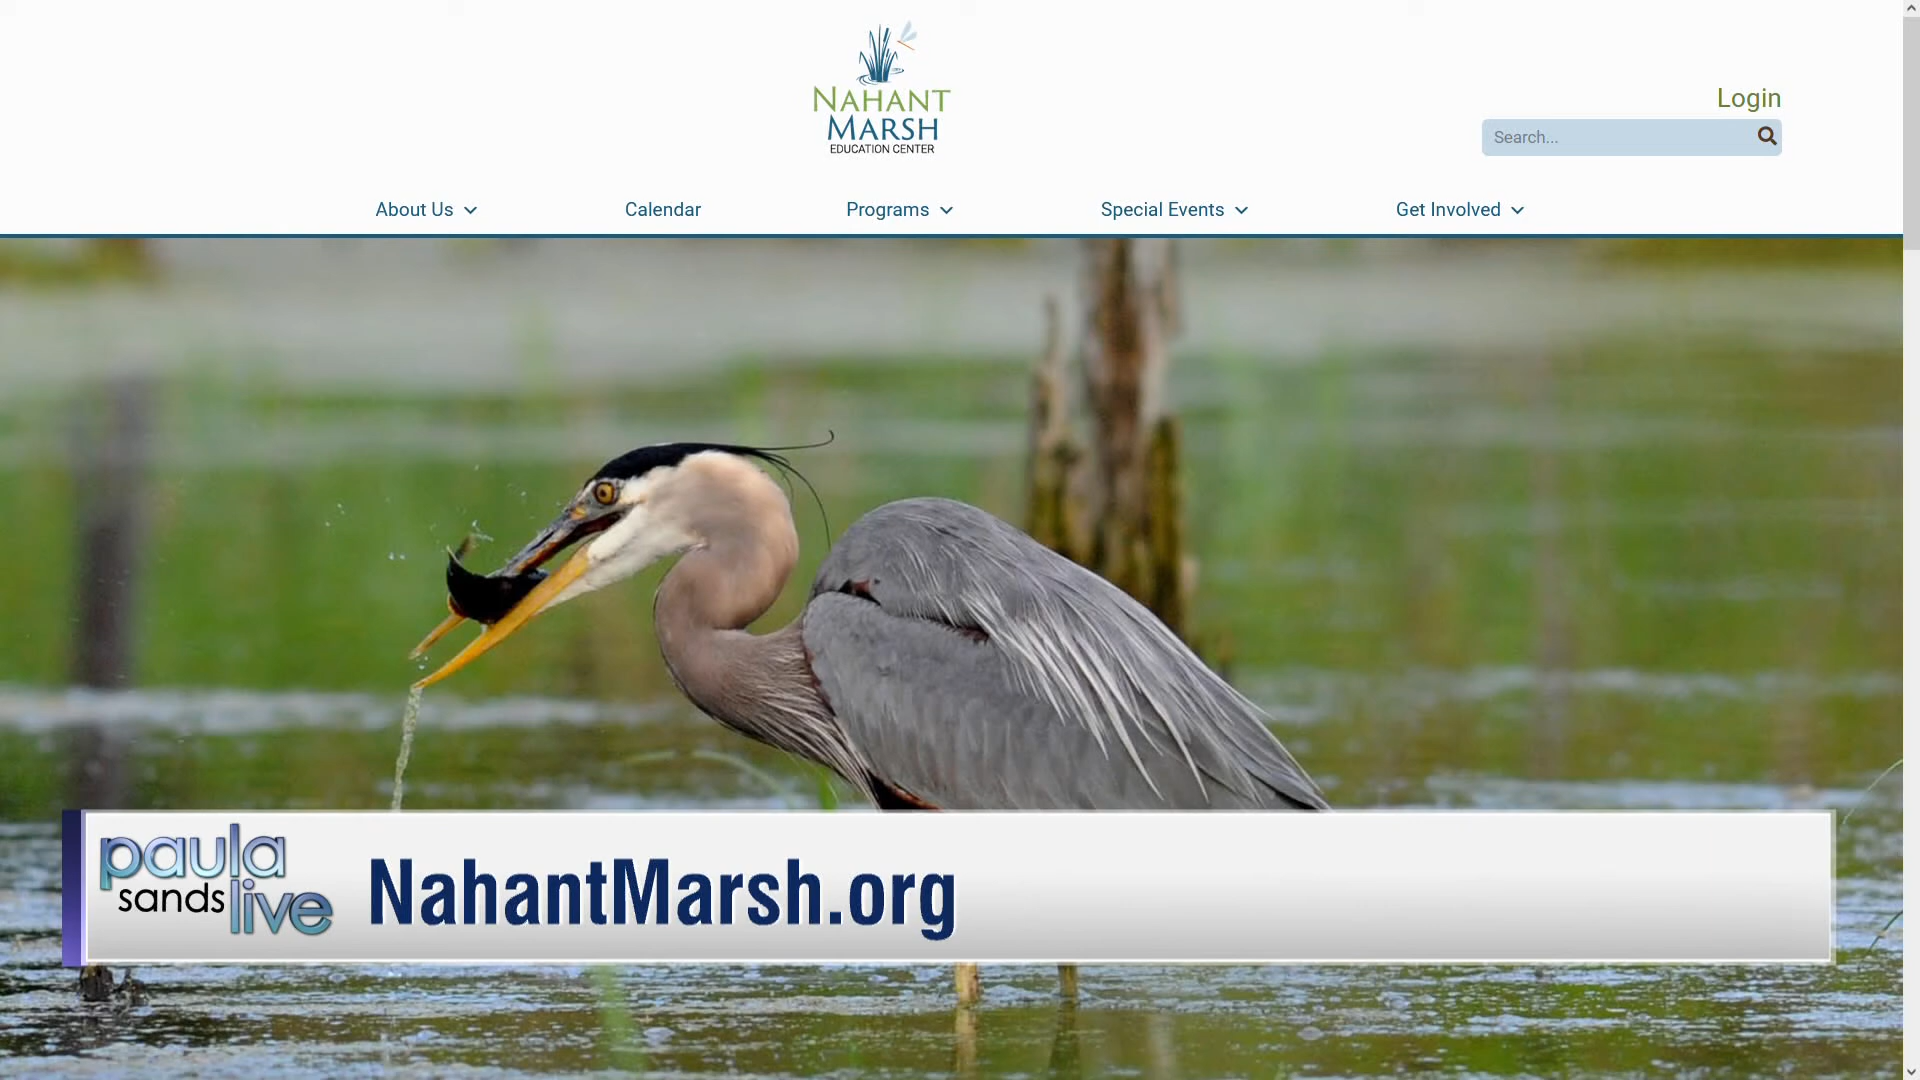 NAHANT
MARSH
EDUCATION CENTER
Login
Search...
About Us
Calendar
Programs
Special Events
Get Involved
paula
sands live
NahantMarsh.org